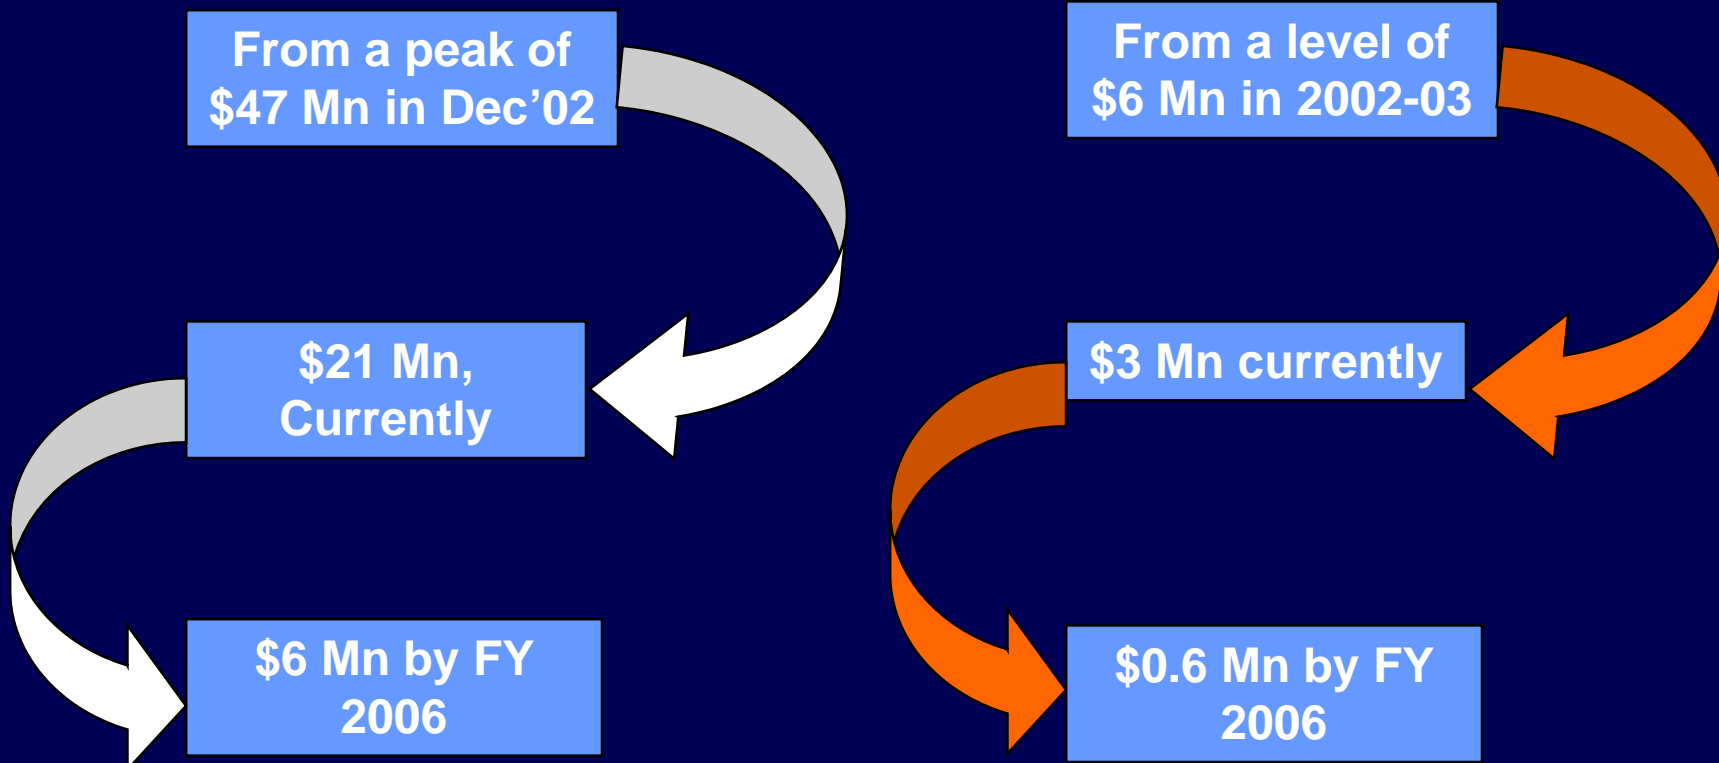 From a peak of
$47 Mn in Dec’02
$21 Mn,
Currently
$6 Mn by FY
2006
From a level of
$6 Mn in 2002-03
$3 Mn currently
$0.6 Mn by FY
2006